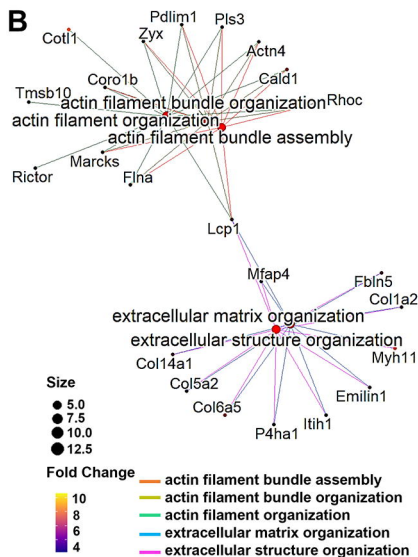 B
Pdlim1
Pls3
Cotl1
Zyx
Actn4
Coro1b
Cald1
Tmsb10
actin filament bundle organization
Rhoc
actin filament organization
actin filament bundle assembly
Marcks
Rictor
Flna
Lcp1
Mfap4
Fbln5
Col1a2
extracellular matrix organization
extracellular structure organization
Col14a1
Myh11
Col5a2
Emilin1
Col6a5
P4ha1
Itih1
Size
5.0
7.5
10.0
12.5
Fold Change
10
8
6
4
actin filament bundle assembly
actin filament bundle organization
actin filament organization
extracellular matrix organization
extracellular structure organization